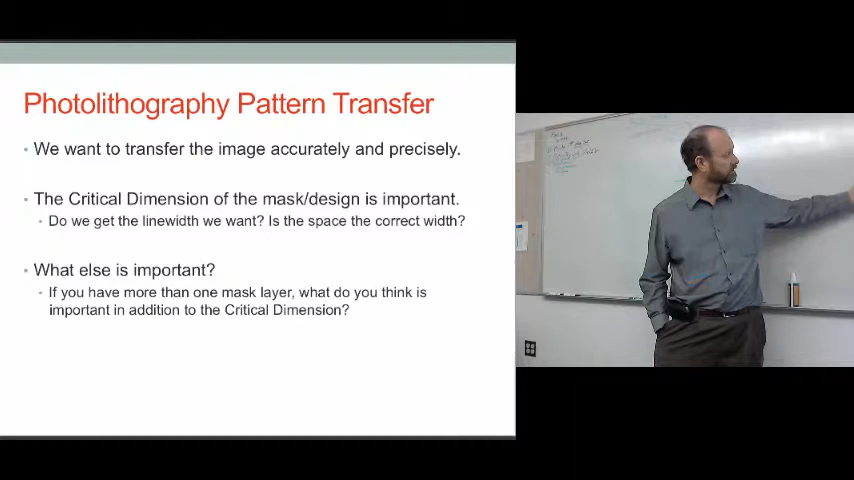 Photolithography Pattern Transfer
• We want to transfer the image accurately and precisely.
• The Critical Dimension of the mask/design is important.
• Do we get the linewidth we want? Is the space the correct width?
• What else is important?
• If you have more than one mask layer, what do you think is
important in addition to the Critical Dimension?